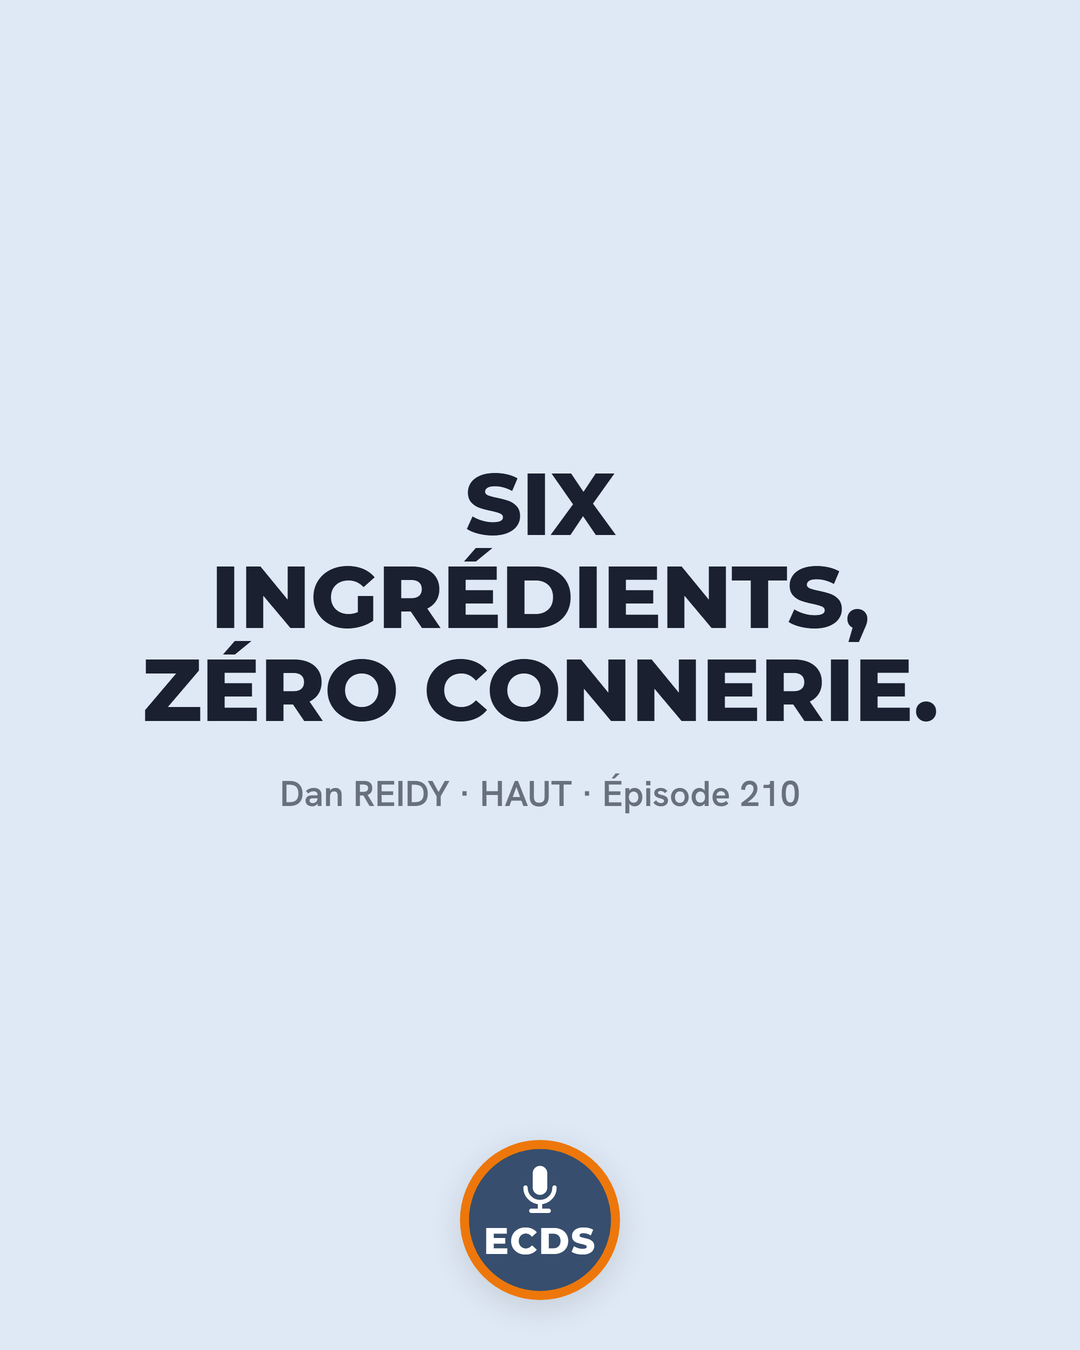 SIX
INGRÉDIENTS,
ZÉRO CONNERIE.
Dan REIDY · HAUT · Épisode 210
ECDS